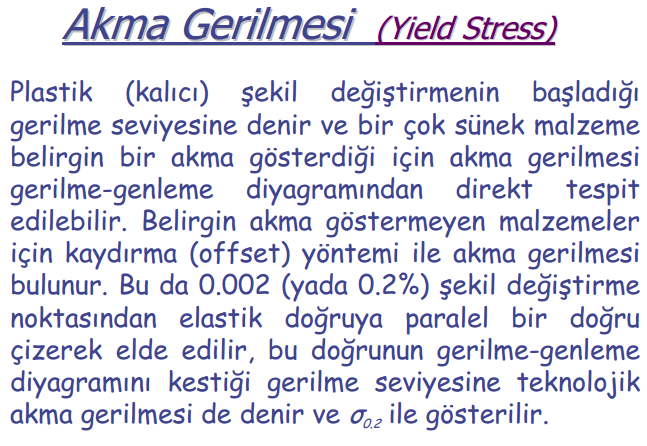 Akma Gerilmesi (Yield Stress)
Plastik (kalıcı) şekil değiştirmenin başladığı
gerilme seviyesine denir ve bir çok sünek malzeme
belirgin bir akma gösterdiği için akma gerilmesi
gerilme-genleme diyagramından direkt tespit
edilebilir. Belirgin akma göstermeyen malzemeler
için kaydırma (offset) yöntemi ile akma gerilmesi
bulunur. Bu da 0.002 (yada 0.2%) şekil değiştirme
noktasından elastik doğruya paralel bir doğru
çizerek elde edilir, bu doğrunun gerilme-genleme
diyagramını kestiği gerilme seviyesine teknolojik
akma gerilmesi de denir ve σ0.2 ile gösterilir.